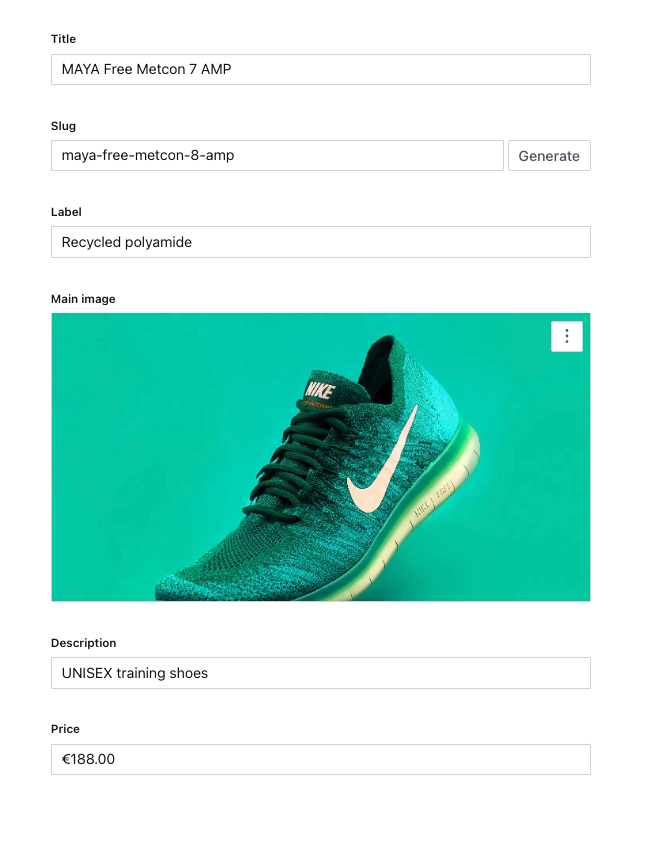 Title
MAYA Free Metcon 7 AMP
Slug
maya-free-metcon-8-amp
Generate
Label
Recycled polyamide
Main image
NIKE
NIKE FREE
Description
UNISEX training shoes
Price
€188.00